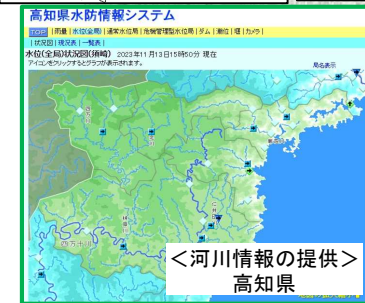 高知県水防情報システム
TOP |雨量|水位(全局)|通常水位局|危機管理型水位局|ダム|潮位|堰|カメラ|
|状況図|現況表|一覧表|
水位(全局)状況図(須崎) 2023年11月13日15時50分 現在
アイコンをクリックするとグラフが表示されます。
局名表示
四万十町
<河川情報の提供>
高知県